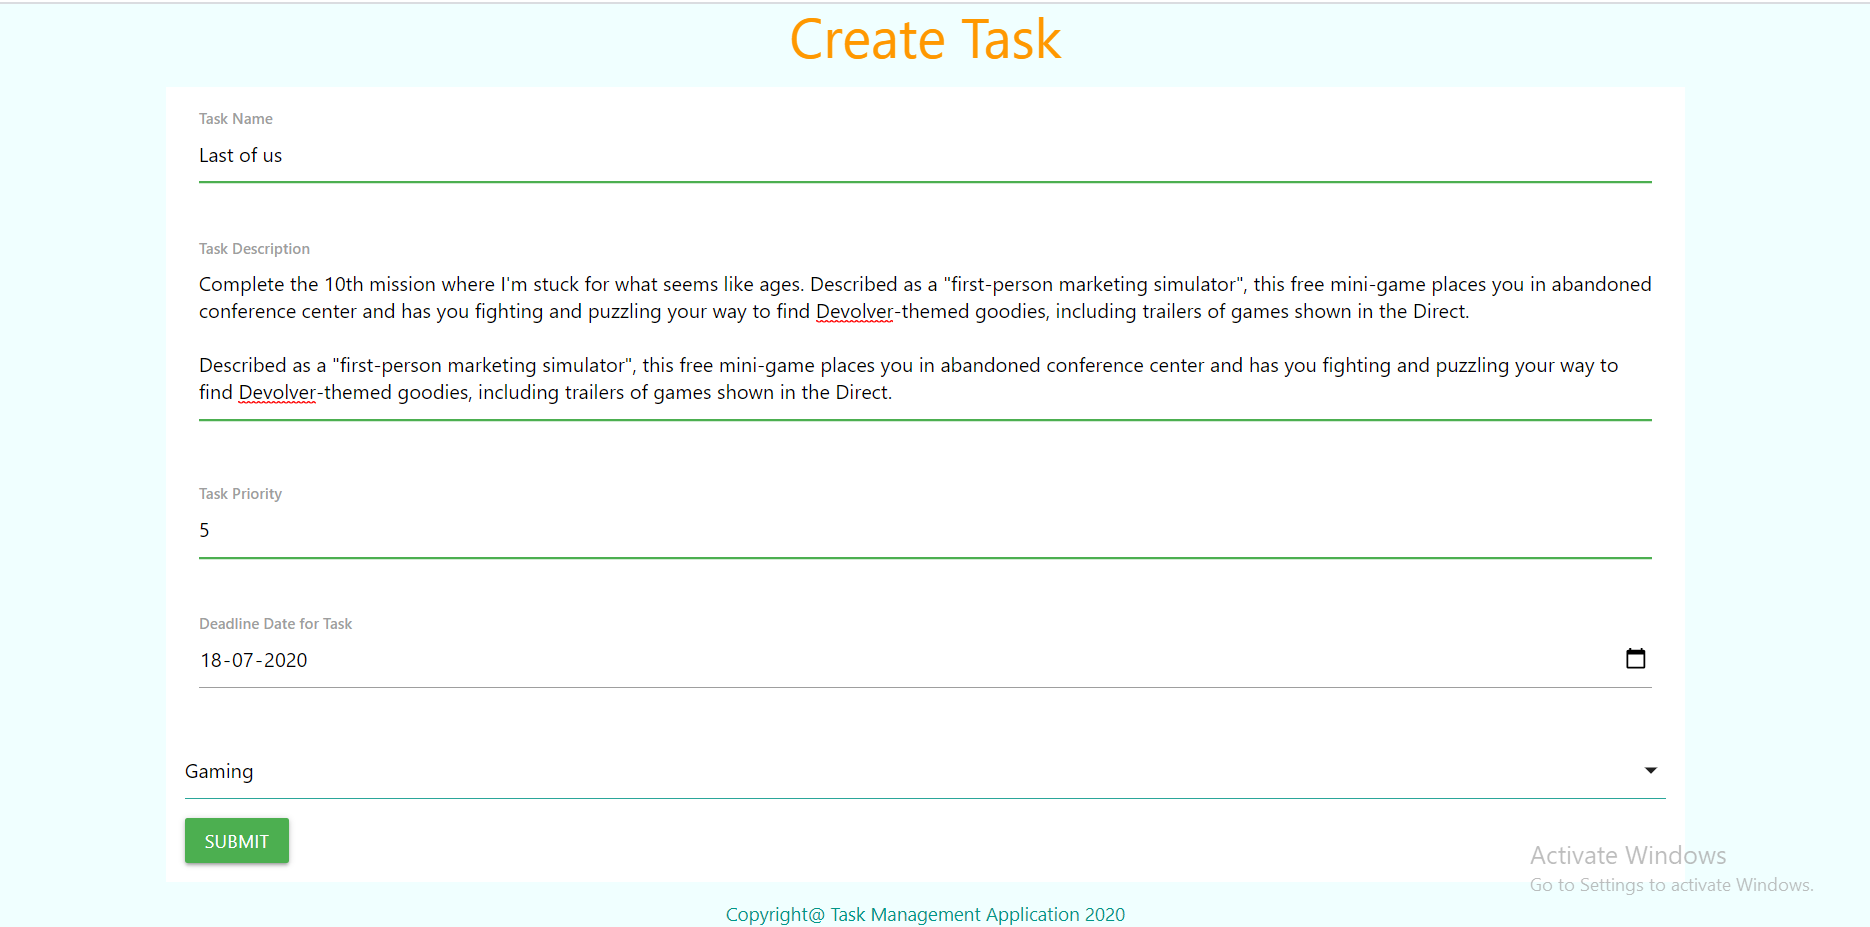 Create Task
Task Name
Last of us
Task Description
Complete the 10th mission where I'm stuck for what seems like ages. Described as a "first-person marketing simulator", this free mini-game places you in abandoned
conference center and has you fighting and puzzling your way to find Devolver-themed goodies, including trailers of games shown in the Direct.
Described as a "first-person marketing simulator", this free mini-game places you in abandoned conference center and has you fighting and puzzling your way to
find Devolver-themed goodies, including trailers of games shown in the Direct.
Task Priority
5
Deadline Date for Task
18-07-2020
Gaming
SUBMIT
Activate Windows
Go to Settings to activate Windows.
Copyright@ Task Management Application 2020